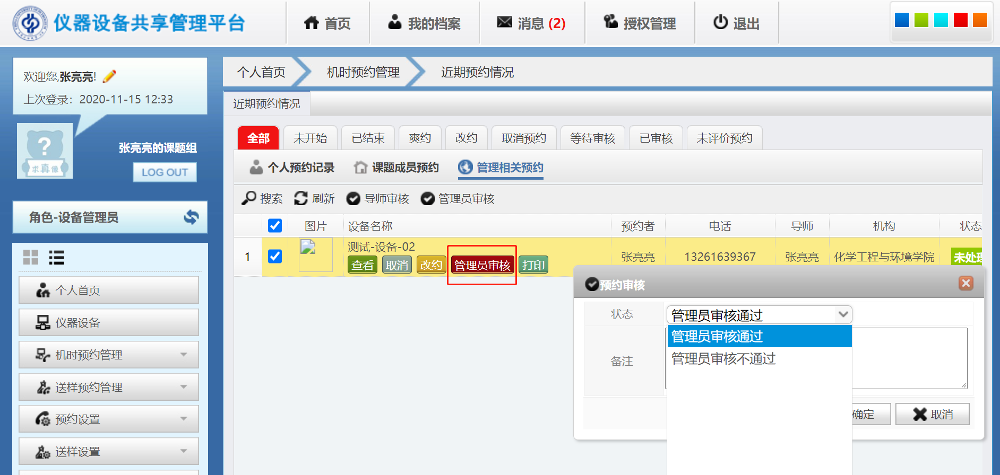 仪器设备共享管理平台
首页
我的档案
消息 (2)
授权管理
退出
欢迎您,张亮亮!
上次登录：2020-11-15 12:33
?
求真像
张亮亮的课题组
LOG OUT
角色-设备管理员
个人首页
仪器设备
机时预约管理
送样预约管理
预约设置
送样设置
个人首页
机时预约管理
近期预约情况
近期预约情况
全部
未开始
已结束
爽约
改约
取消预约
等待审核
已审核
未评价预约
个人预约记录
课题成员预约
管理相关预约
搜索
刷新
导师审核
管理员审核
图片
设备名称
预约者
电话
导师
机构
状态
1
测试-设备-02
查看
取消
改约
管理员审核
打印
张亮亮
13261639367
张亮亮
化学工程与环境学院
未处理
预约审核
状态
管理员审核通过
管理员审核通过
管理员审核不通过
备注
确定
取消